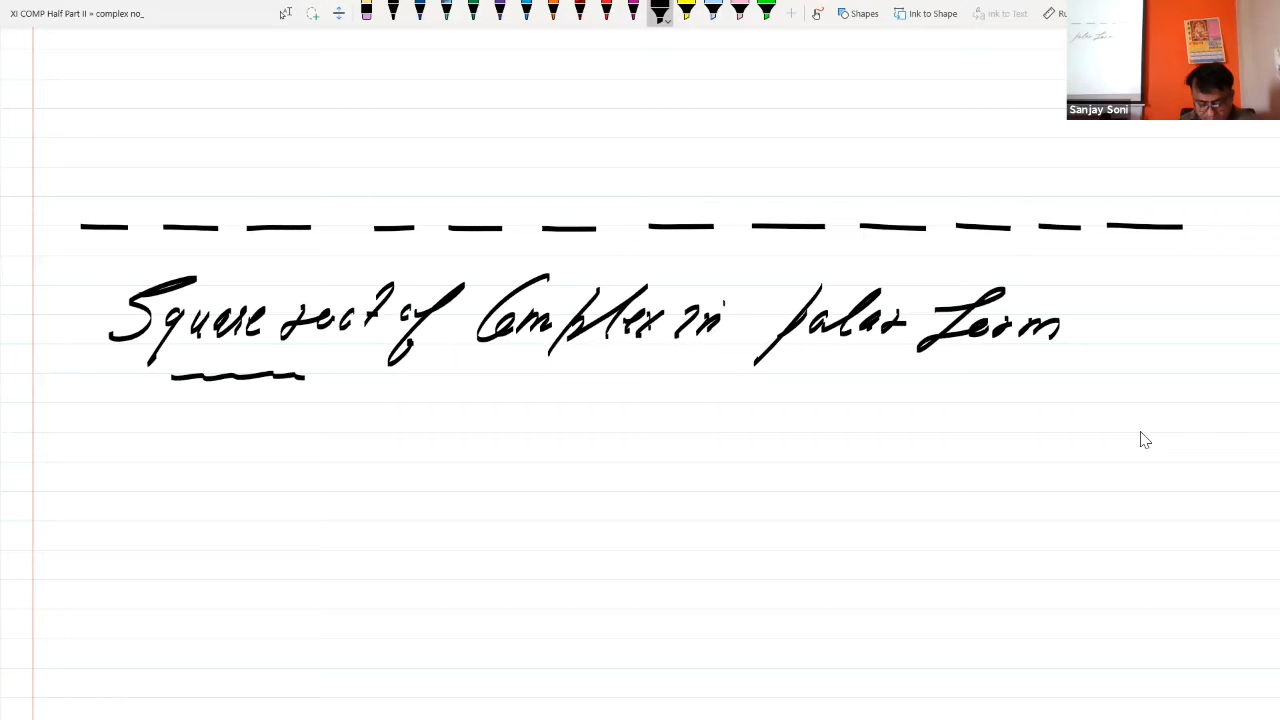 XI COMP Half Part II » complex no_
Shapes Ink to Shape Ink to Text Ru
Sanjay Soni
Square root of Complex in polar form